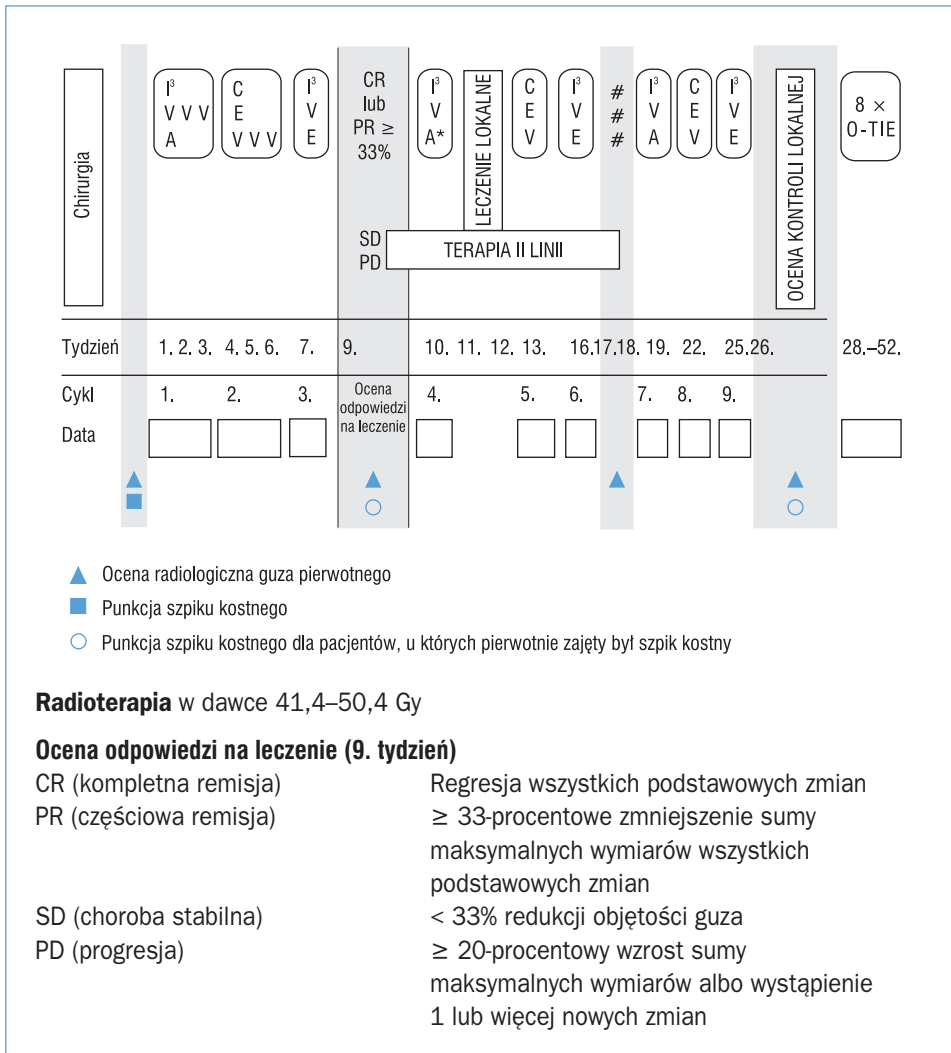 Chirurgia
I³
V V V
A
C
E
V V V
I³
V
E
CR
lub
PR ≥
33%
I³
V
A*
LECZENIE LOKALNE
C
E
V
I³
V
E
#
#
#
I³
V
A
C
E
V
I³
V
E
OCENA KONTROLI LOKALNEJ
8 ×
O-TIE
SD
PD
TERAPIA II LINII
Tydzień 1. 2. 3. 4. 5. 6. 7. 9. 10. 11. 12. 13. 16.17.18. 19. 22. 25.26. 28.–52.
Cykl 1. 2. 3. Ocena 4. 5. 6. 7. 8. 9.
odpowiedzi
na leczenie
Data
Ocena radiologiczna guza pierwotnego
Punkcja szpiku kostnego
Punkcja szpiku kostnego dla pacjentów, u których pierwotnie zajęty był szpik kostny
Radioterapia w dawce 41,4–50,4 Gy
Ocena odpowiedzi na leczenie (9. tydzień)
CR (kompletna remisja) Regresja wszystkich podstawowych zmian
PR (częściowa remisja) ≥ 33-procentowe zmniejszenie sumy
maksymalnych wymiarów wszystkich
podstawowych zmian
SD (choroba stabilna) < 33% redukcji objętości guza
PD (progresja) ≥ 20-procentowy wzrost sumy
maksymalnych wymiarów albo wystąpienie
1 lub więcej nowych zmian